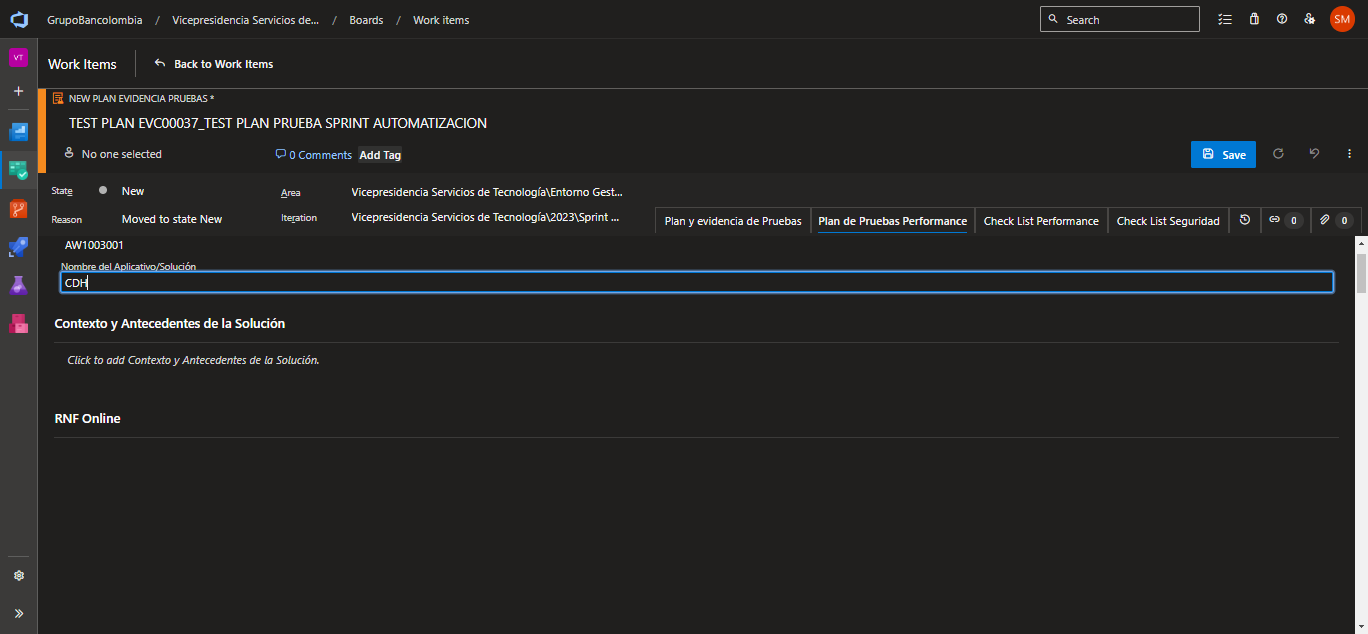 GrupoBancolombia / Vicepresidencia Servicios de... / Boards / Work items
Search
SM
VT
Work Items
Back to Work Items
NEW PLAN EVIDENCIA PRUEBAS *
TEST PLAN EVC00037_TEST PLAN PRUEBA SPRINT AUTOMATIZACION
No one selected
0 Comments
Add Tag
Save
State
New
Area
Vicepresidencia Servicios de Tecnología\Entorno Gest...
Reason
Moved to state New
Iteration
Vicepresidencia Servicios de Tecnología\2023\Sprint ...
Plan y evidencia de Pruebas
Plan de Pruebas Performance
Check List Performance
Check List Seguridad
0
0
AW1003001
Nombre del Aplicativo/Solución
CDH
Contexto y Antecedentes de la Solución
Click to add Contexto y Antecedentes de la Solución.
RNF Online